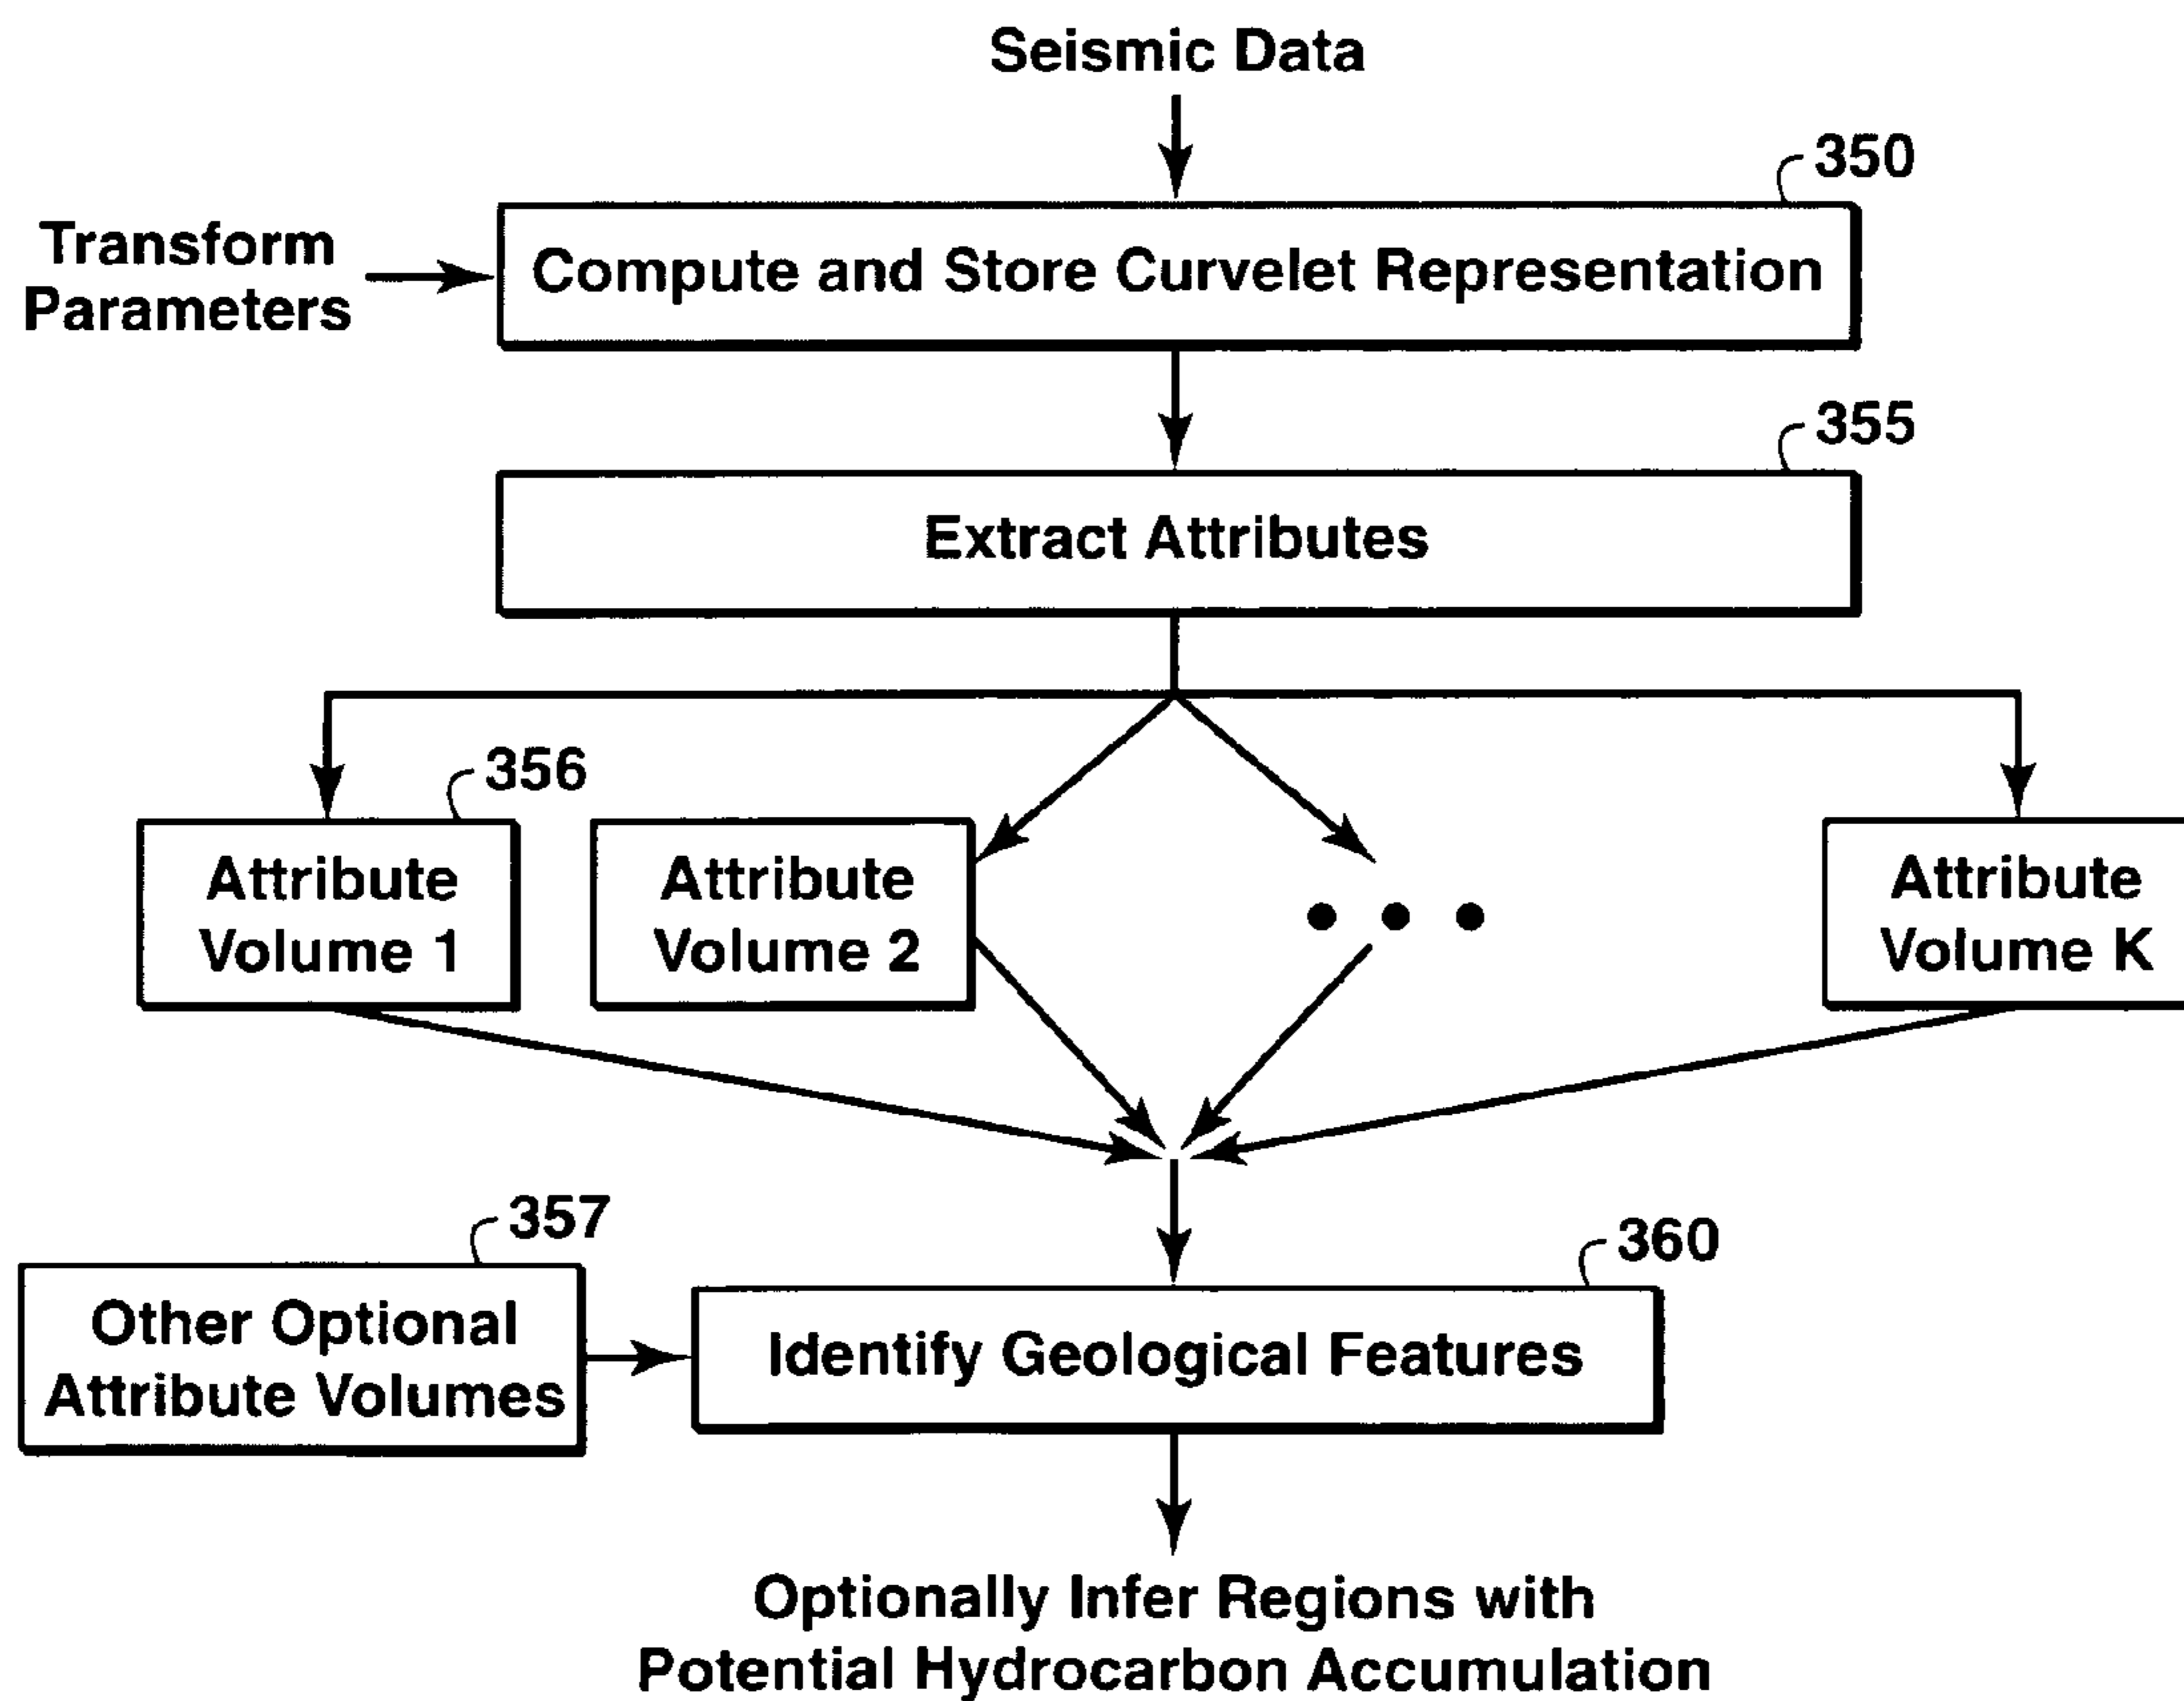 Seismic Data
350
Transform
Parameters
Compute and Store Curvelet Representation
355
Extract Attributes
356
Attribute
Volume 1
Attribute
Volume 2
Attribute
Volume K
357
Other Optional
Attribute Volumes
360
Identify Geological Features
Optionally Infer Regions with
Potential Hydrocarbon Accumulation